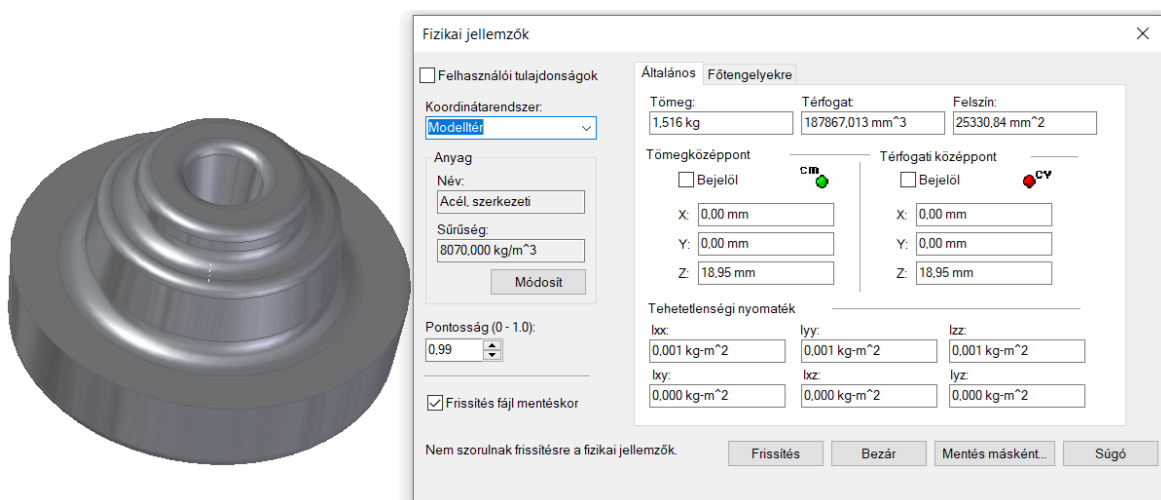 Fizikai jellemzők
Felhasználói tulajdonságok
Koordinátarendszer:
Modelltér
Anyag
Név:
Acél, szerkezeti
Sűrűség:
8070,000 kg/m^3
Módosít
Pontosság (0 - 1.0):
0,99
Frissítés fájl mentéskor
Általános Főtengelyekre
Tömeg: Térfogat: Felszín:
1,516 kg 187867,013 mm^3 25330,84 mm^2
Tömegközéppont Térfogati középpont
Bejelöl cm Bejelöl cv
X: 0,00 mm X: 0,00 mm
Y: 0,00 mm Y: 0,00 mm
Z: 18,95 mm Z: 18,95 mm
Tehetetlenségi nyomaték
Ixx: Iyy: Izz:
0,001 kg-m^2 0,001 kg-m^2 0,001 kg-m^2
Ixy: Ixz: Iyz:
0,000 kg-m^2 0,000 kg-m^2 0,000 kg-m^2
Nem szorulnak frissítésre a fizikai jellemzők.
Frissítés Bezár Mentés másként... Súgó